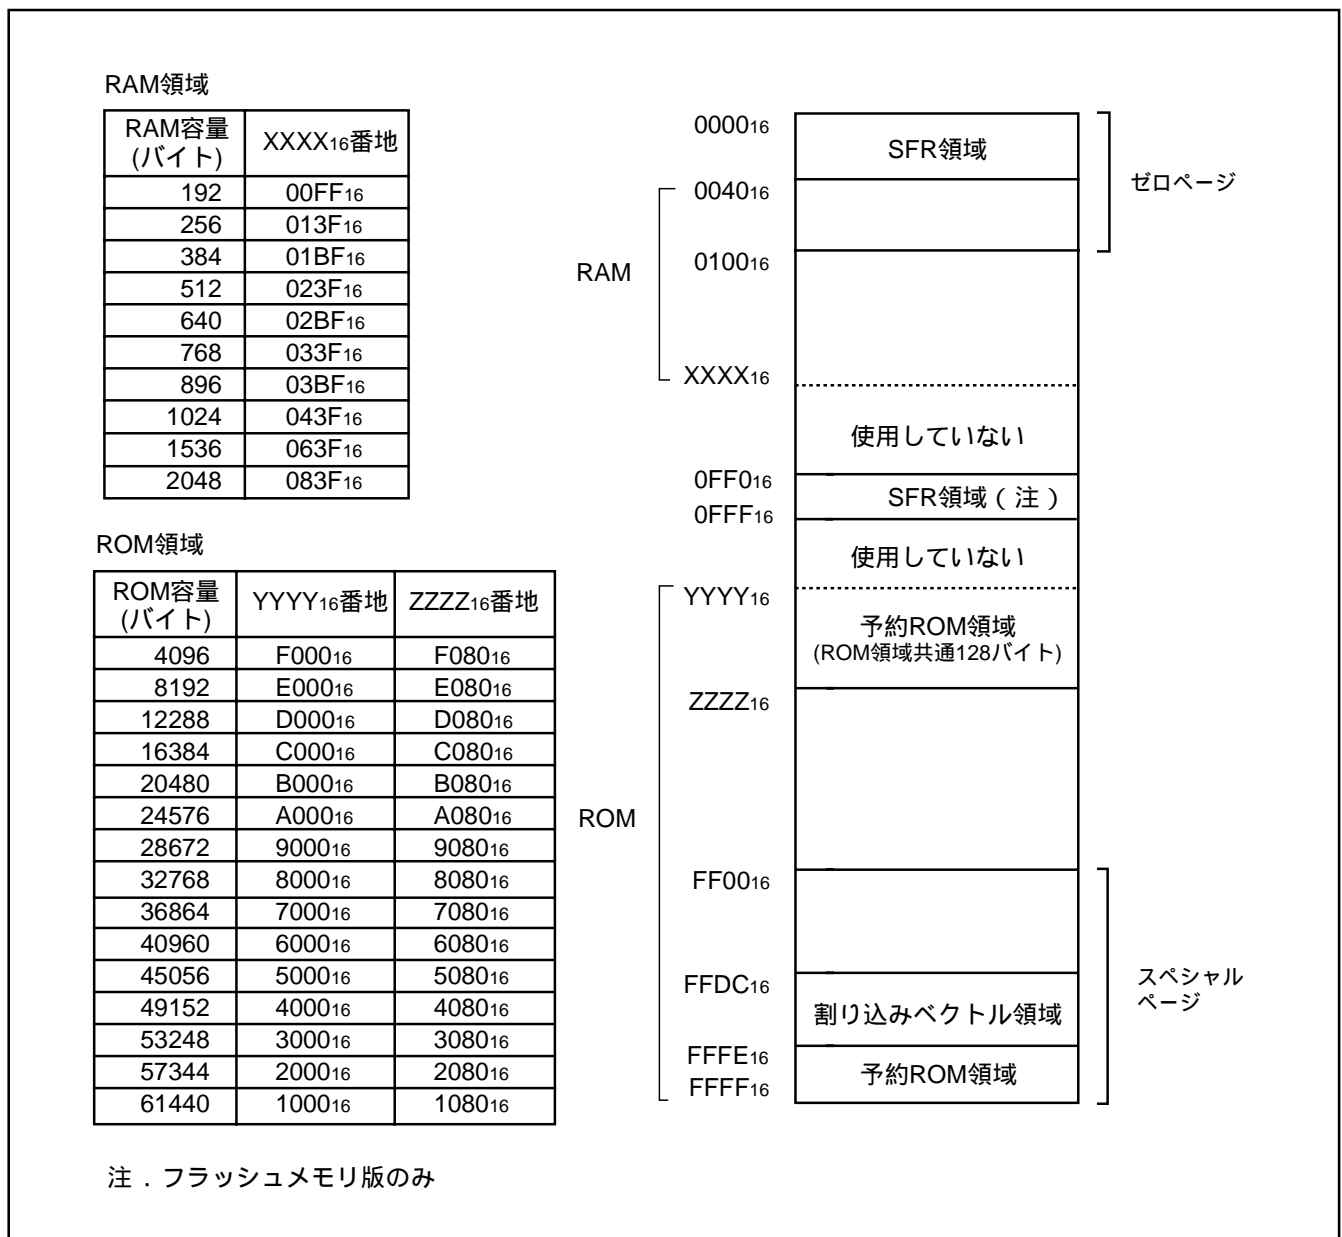 RAM領域
RAM容量
(バイト)
XXXX16番地
192 00FF16
256 013F16
384 01BF16
512 023F16
640 02BF16
768 033F16
896 03BF16
1024 043F16
1536 063F16
2048 083F16
ROM領域
ROM容量
(バイト)
YYYY16番地 ZZZZ16番地
4096 F00016 F08016
8192 E00016 E08016
12288 D00016 D08016
16384 C00016 C08016
20480 B00016 B08016
24576 A00016 A08016
28672 900016 908016
32768 800016 808016
36864 700016 708016
40960 600016 608016
45056 500016 508016
49152 400016 408016
53248 300016 308016
57344 200016 208016
61440 100016 108016
000016
SFR領域
ゼロページ
004016
RAM
010016
XXXX16
使用していない
0FF016
SFR領域(注)
0FFF16
使用していない
YYYY16
予約ROM領域
(ROM領域共通128バイト)
ZZZZ16
ROM
FF0016
スペシャル
ページ
FFDC16
割り込みベクトル領域
FFFE16
予約ROM領域
FFFF16
注.フラッシュメモリ版のみ